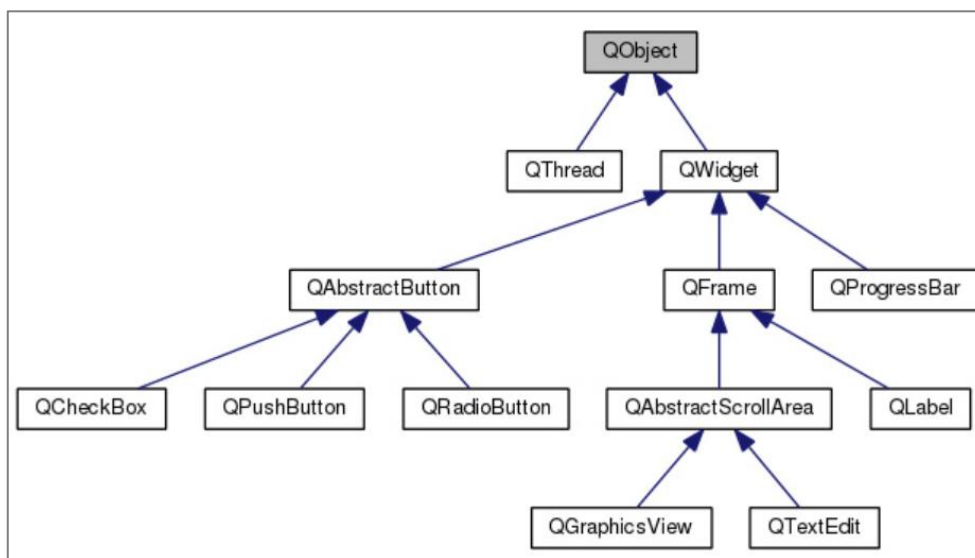 QObject
QThread
QWidget
QAbstractButton
QFrame
QProgressBar
QCheckBox
QPushButton
QRadioButton
QAbstractScrollArea
QLabel
QGraphicsView
QTextEdit